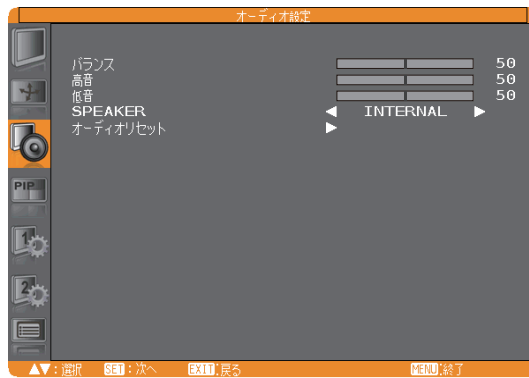 オーディオ設定
バランス 50
高音 50
低音 50
SPEAKER INTERNAL
オーディオリセット
PIP
1
2
:選択 SET:次へ EXIT:戻る MENU:終了